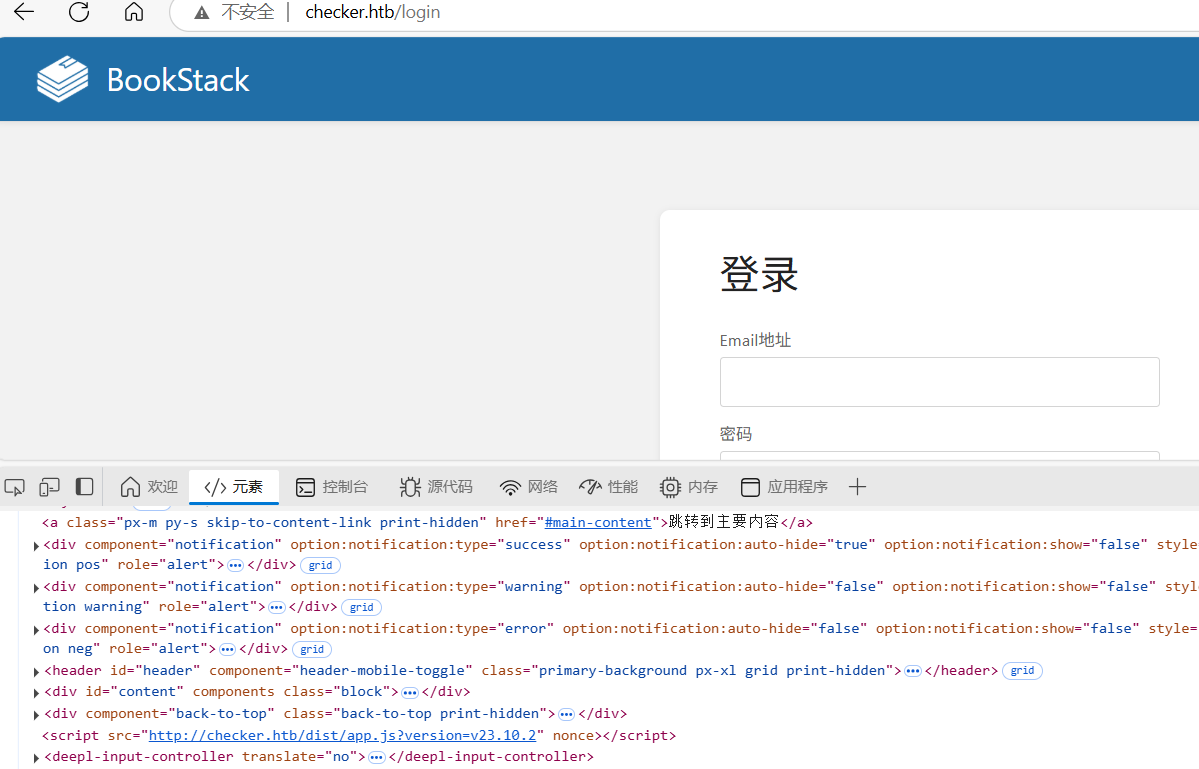 不安全 | checker.htb/login
BookStack
登录
Email地址
密码
欢迎 </> 元素 控制台 源代码 网络 性能 内存 应用程序 +
<a class="px-m py-s skip-to-content-link print-hidden" href="#main-content">跳转到主要内容</a>
<div component="notification" option:notification:type="success" option:notification:auto-hide="true" option:notification:show="false" style=
ion pos" role="alert">…</div> grid
<div component="notification" option:notification:type="warning" option:notification:auto-hide="false" option:notification:show="false" styl
tion warning" role="alert">…</div> grid
<div component="notification" option:notification:type="error" option:notification:auto-hide="false" option:notification:show="false" style=
on neg" role="alert">…</div> grid
<header id="header" component="header-mobile-toggle" class="primary-background px-xl grid print-hidden">…</header> grid
<div id="content" components class="block">…</div>
<div component="back-to-top" class="back-to-top print-hidden">…</div>
<script src="http://checker.htb/dist/app.js?version=v23.10.2" nonce></script>
<deepl-input-controller translate="no">…</deepl-input-controller>